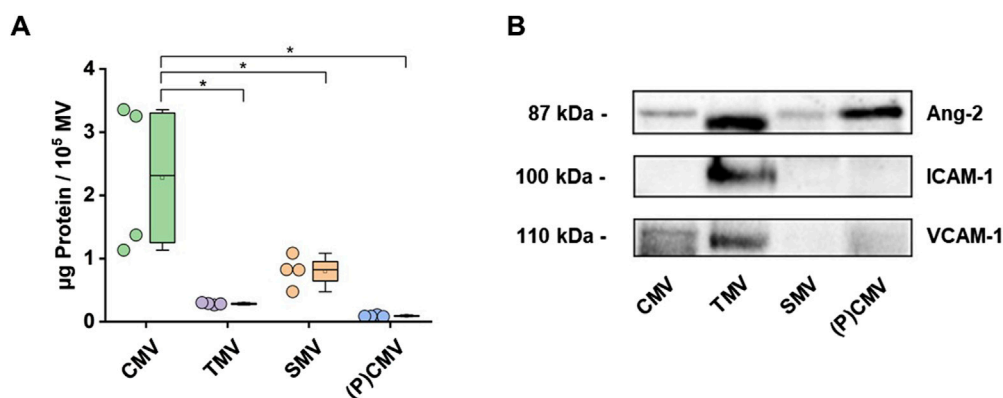 A
µg Protein / 10⁵ MV
4
3
2
1
0
*
*
*
CMV
TMV
SMV
(P)CMV
B
87 kDa - Ang-2
100 kDa - ICAM-1
110 kDa - VCAM-1
CMV
TMV
SMV
(P)CMV